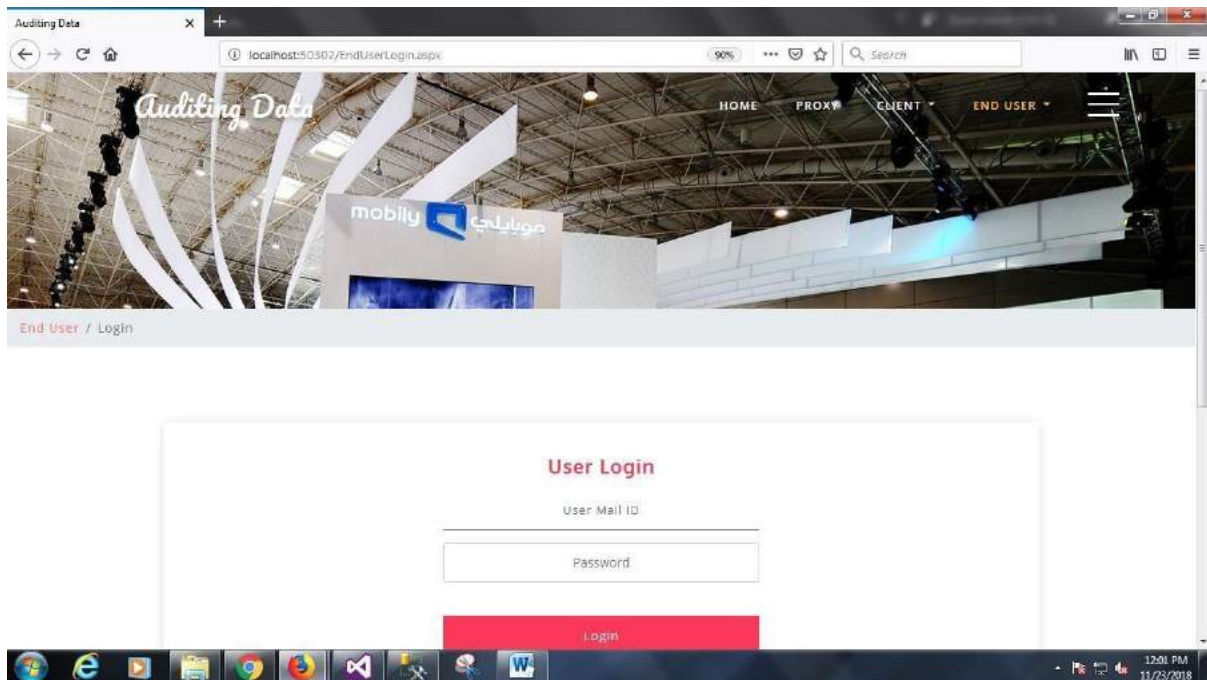 Auditing Data
localhost:50302/EndUserLogin.aspx
90%
Search
Auditing Data
HOME PROXY CLIENT END USER
mobily موبايلي
End User / Login
User Login
User Mail ID
Password
Login
12:01 PM
11/23/2018